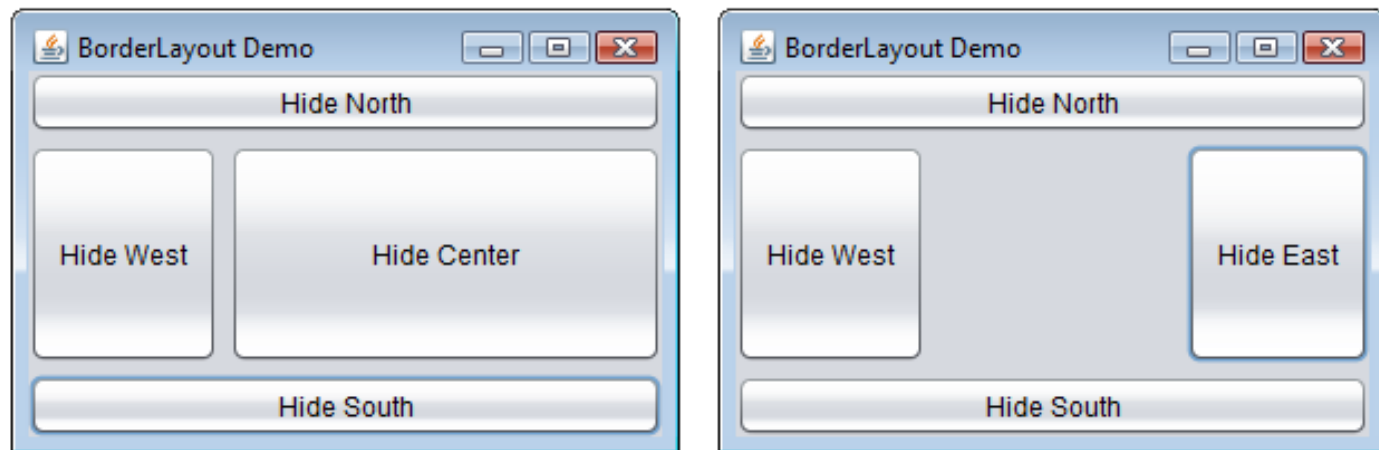 BorderLayout Demo
Hide North
Hide West
Hide Center
Hide South
BorderLayout Demo
Hide North
Hide West
Hide East
Hide South